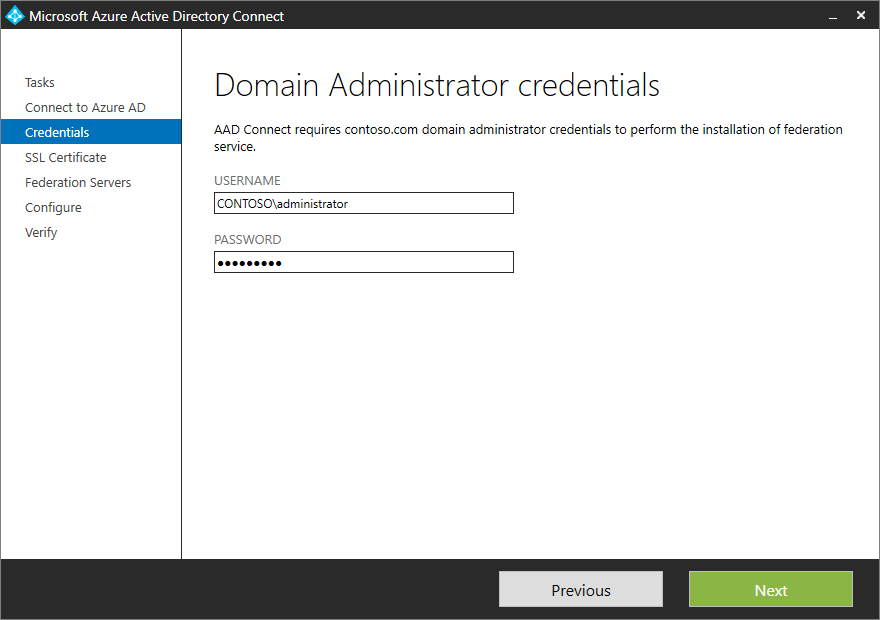 Microsoft Azure Active Directory Connect
Tasks
Connect to Azure AD
Credentials
SSL Certificate
Federation Servers
Configure
Verify
Domain Administrator credentials
AAD Connect requires contoso.com domain administrator credentials to perform the installation of federation
service.
USERNAME
CONTOSO\administrator
PASSWORD
●●●●●●●●●
Previous
Next